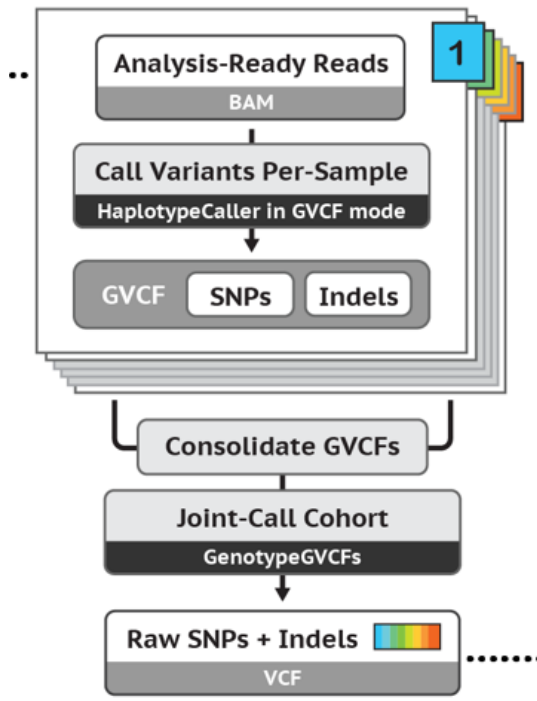 1
Analysis-Ready Reads
BAM
Call Variants Per-Sample
HaplotypeCaller in GVCF mode
GVCF SNPs Indels
Consolidate GVCFs
Joint-Call Cohort
GenotypeGVCFs
Raw SNPs + Indels
VCF